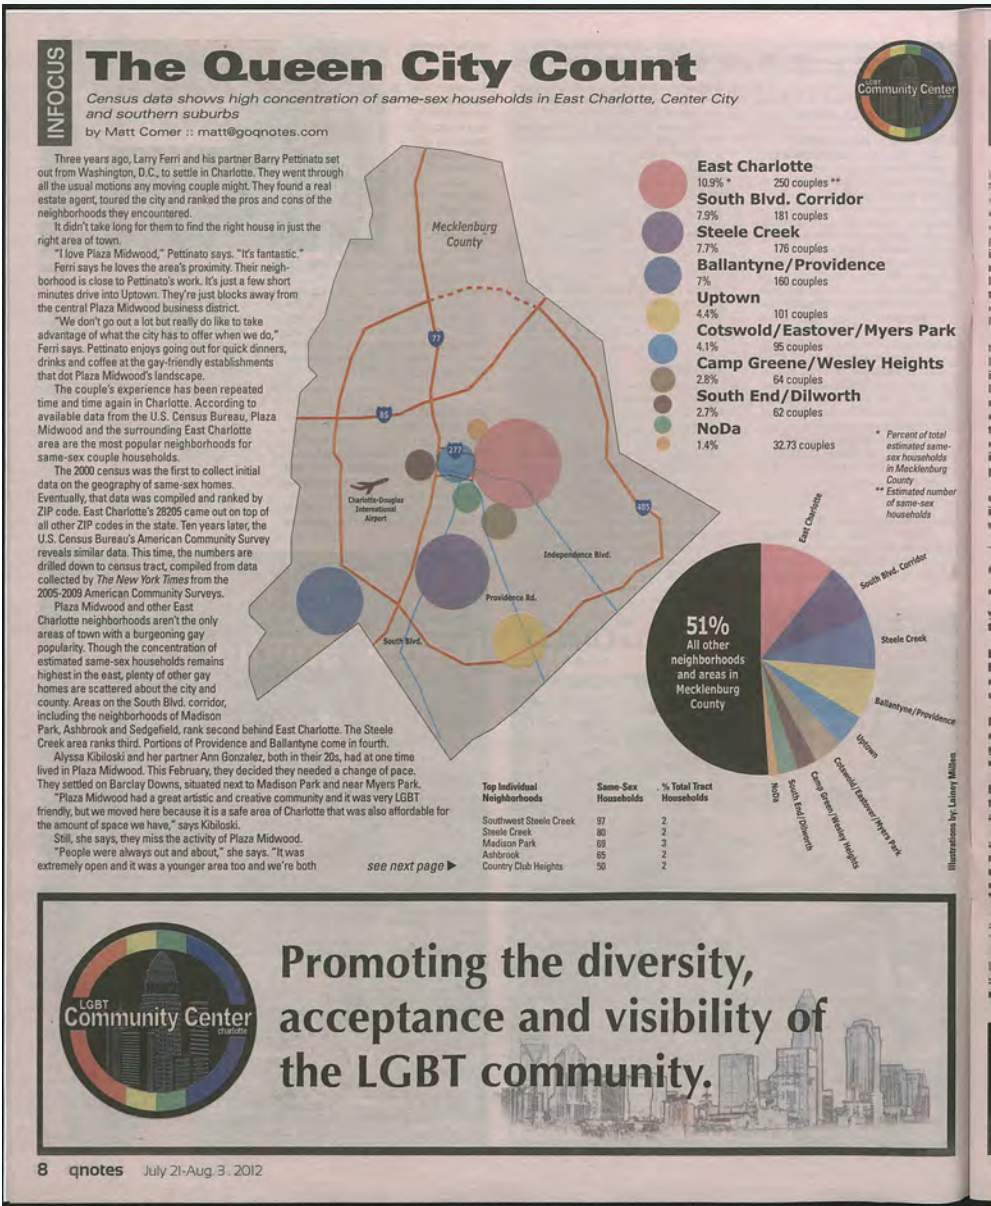 INFOCUS
The Queen City Count
Census data shows high concentration of same-sex households in East Charlotte, Center City
and southern suburbs
by Matt Comer :: matt@goqnotes.com
LGBT
Community Center
Three years ago, Larry Ferri and his partner Barry Pettinato set
out from Washington, D.C., to settle in Charlotte. They went through
all the usual motions any moving couple might. They found a real
estate agent, toured the city and ranked the pros and cons of the
neighborhoods they encountered.
It didn't take long for them to find the right house in just the
right area of town.
"I love Plaza Midwood," Pettinato says. "It's fantastic."
Ferri says he loves the area's proximity. Their neigh-
borhood is close to Pettinato's work. It's just a few short
minutes drive into Uptown. They're just blocks away from
the central Plaza Midwood business district.
"We don't go out a lot but really do like to take
advantage of what the city has to offer when we do,"
Ferri says. Pettinato enjoys going out for quick dinners,
drinks and coffee at the gay-friendly establishments
that dot Plaza Midwood's landscape.
The couple's experience has been repeated
time and time again in Charlotte. According to
available data from the U.S. Census Bureau, Plaza
Midwood and the surrounding East Charlotte
area are the most popular neighborhoods for
same-sex couple households.
The 2000 census was the first to collect initial
data on the geography of same-sex homes.
Eventually, that data was compiled and ranked by
ZIP code. East Charlotte's 28205 came out on top of
all other ZIP codes in the state. Ten years later, the
U.S. Census Bureau's American Community Survey
reveals similar data. This time, the numbers are
drilled down to census tract, compiled from data
collected by The New York Times from the
2005-2009 American Community Surveys.
Plaza Midwood and other East
Charlotte neighborhoods aren't the only
areas of town with a burgeoning gay
popularity. Though the concentration of
estimated same-sex households remains
highest in the east, plenty of other gay
homes are scattered about the city and
county. Areas on the South Blvd. corridor,
including the neighborhoods of Madison
Park, Ashbrook and Sedgefield, rank second behind East Charlotte. The Steele
Creek area ranks third. Portions of Providence and Ballantyne come in fourth.
Alyssa Kibiloski and her partner Ann Gonzalez, both in their 20s, had at one time
lived in Plaza Midwood. This February, they decided they needed a change of pace.
They settled on Barclay Downs, situated next to Madison Park and near Myers Park.
"Plaza Midwood had a great artistic and creative community and it was very LGBT
friendly, but we moved here because it is a safe area of Charlotte that was also affordable for
the amount of space we have," says Kibiloski.
Still, she says, they miss the activity of Plaza Midwood.
"People were always out and about," she says. "It was
extremely open and it was a younger area too and we're both
see next page ▶
Mecklenburg
County
77
85
277
485
Charlotte-Douglas
International
Airport
Independence Blvd.
Providence Rd.
South Blvd.
East Charlotte
10.9% * 250 couples **
South Blvd. Corridor
7.9% 181 couples
Steele Creek
7.7% 176 couples
Ballantyne/Providence
7% 160 couples
Uptown
4.4% 101 couples
Cotswold/Eastover/Myers Park
4.1% 95 couples
Camp Greene/Wesley Heights
2.8% 64 couples
South End/Dilworth
2.7% 62 couples
NoDa
1.4% 32.73 couples
* Percent of total
estimated same-
sex households
in Mecklenburg
County
** Estimated number
of same-sex
households
East Charlotte
South Blvd. Corridor
Steele Creek
Ballantyne/Providence
Uptown
Cotswold/Eastover/Myers Park
Camp Greene/Wesley Heights
South End/Dilworth
NoDa
51%
All other
neighborhoods
and areas in
Mecklenburg
County
Illustrations by: Lainey Millen
Top Individual Same-Sex . % Total Tract
Neighborhoods Households Households
Southwest Steele Creek 97 2
Steele Creek 80 2
Madison Park 69 3
Ashbrook 65 2
Country Club Heights 50 2
LGBT
Community Center
charlotte
Promoting the diversity,
acceptance and visibility of
the LGBT community.
8 qnotes July 21-Aug. 3 . 2012